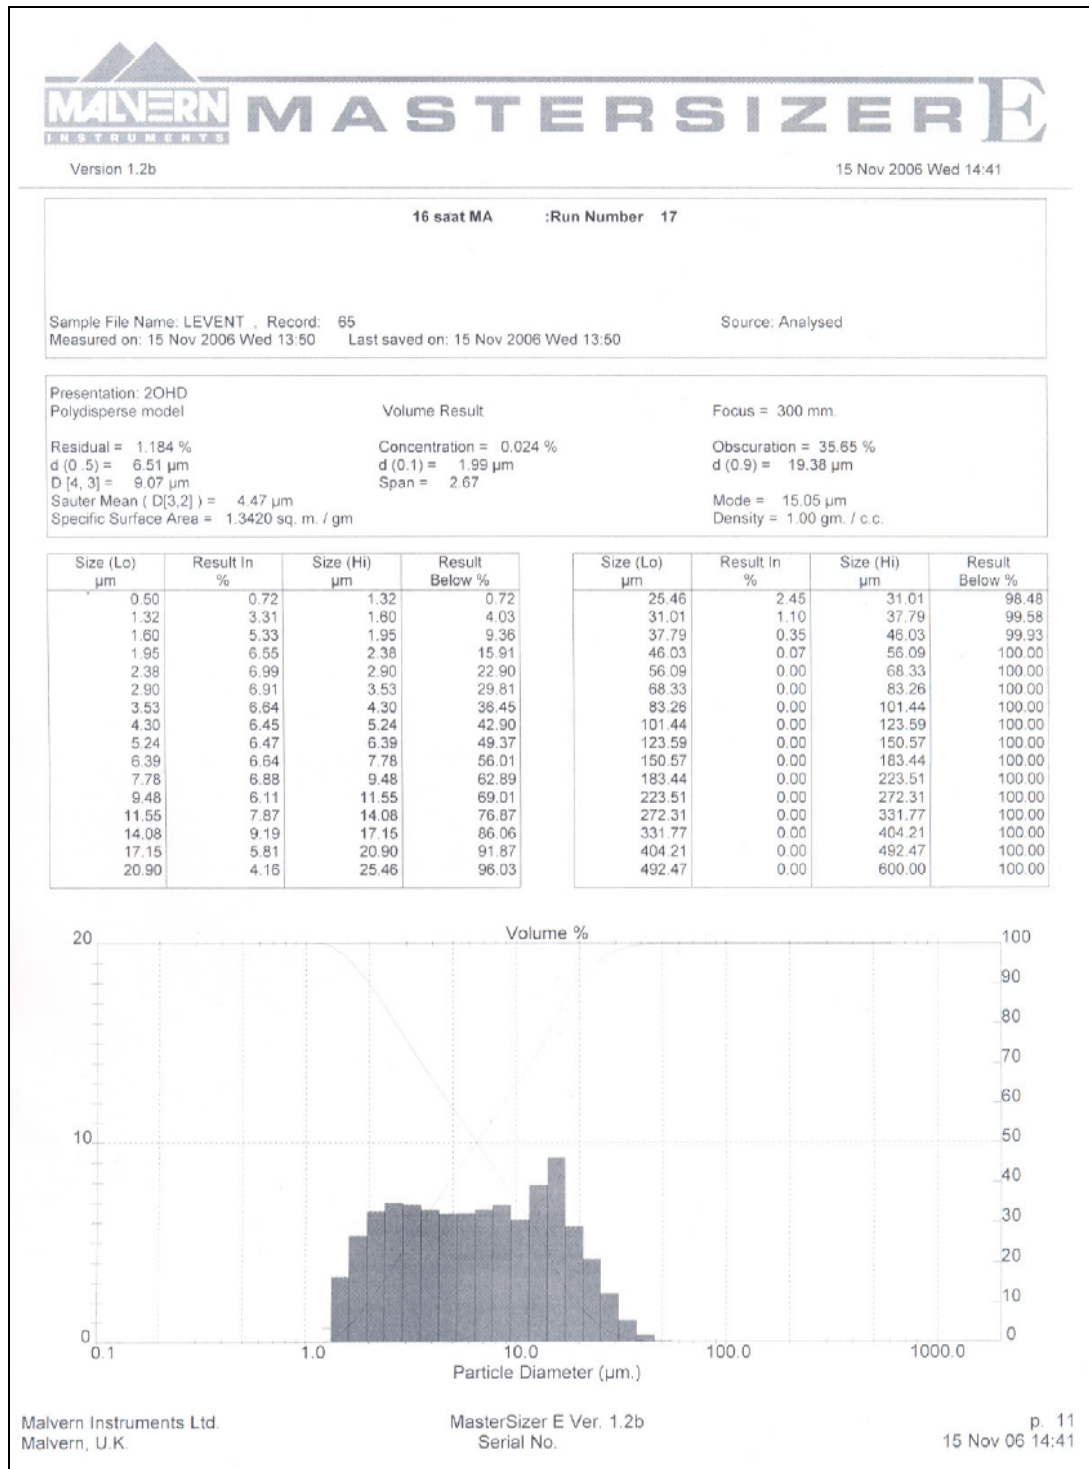 MALVERN
INSTRUMENTS
MASTERSIZER E
Version 1.2b 15 Nov 2006 Wed 14:41
16 saat MA :Run Number 17
Sample File Name: LEVENT , Record: 65 Source: Analysed
Measured on: 15 Nov 2006 Wed 13:50 Last saved on: 15 Nov 2006 Wed 13:50
Presentation: 2OHD
Polydisperse model Volume Result Focus = 300 mm.
Residual = 1.184 % Concentration = 0.024 % Obscuration = 35.65 %
d (0 .5) = 6.51 µm d (0.1) = 1.99 µm d (0.9) = 19.38 µm
D [4, 3] = 9.07 µm Span = 2.67
Sauter Mean ( D[3,2] ) = 4.47 µm Mode = 15.05 µm
Specific Surface Area = 1.3420 sq. m. / gm Density = 1.00 gm. / c.c.
Size (Lo) Result In Size (Hi) Result
µm % µm Below %
0.50 0.72 1.32 0.72
1.32 3.31 1.60 4.03
1.60 5.33 1.95 9.36
1.95 6.55 2.38 15.91
2.38 6.99 2.90 22.90
2.90 6.91 3.53 29.81
3.53 6.64 4.30 36.45
4.30 6.45 5.24 42.90
5.24 6.47 6.39 49.37
6.39 6.64 7.78 56.01
7.78 6.88 9.48 62.89
9.48 6.11 11.55 69.01
11.55 7.87 14.08 76.87
14.08 9.19 17.15 86.06
17.15 5.81 20.90 91.87
20.90 4.16 25.46 96.03
Size (Lo) Result In Size (Hi) Result
µm % µm Below %
25.46 2.45 31.01 98.48
31.01 1.10 37.79 99.58
37.79 0.35 46.03 99.93
46.03 0.07 56.09 100.00
56.09 0.00 68.33 100.00
68.33 0.00 83.26 100.00
83.26 0.00 101.44 100.00
101.44 0.00 123.59 100.00
123.59 0.00 150.57 100.00
150.57 0.00 183.44 100.00
183.44 0.00 223.51 100.00
223.51 0.00 272.31 100.00
272.31 0.00 331.77 100.00
331.77 0.00 404.21 100.00
404.21 0.00 492.47 100.00
492.47 0.00 600.00 100.00
Volume %
20 100
90
80
70
60
10 50
40
30
20
10
0 0
0.1 1.0 10.0 100.0 1000.0
Particle Diameter (µm.)
Malvern Instruments Ltd. MasterSizer E Ver. 1.2b p. 11
Malvern, U.K. Serial No. 15 Nov 06 14:41